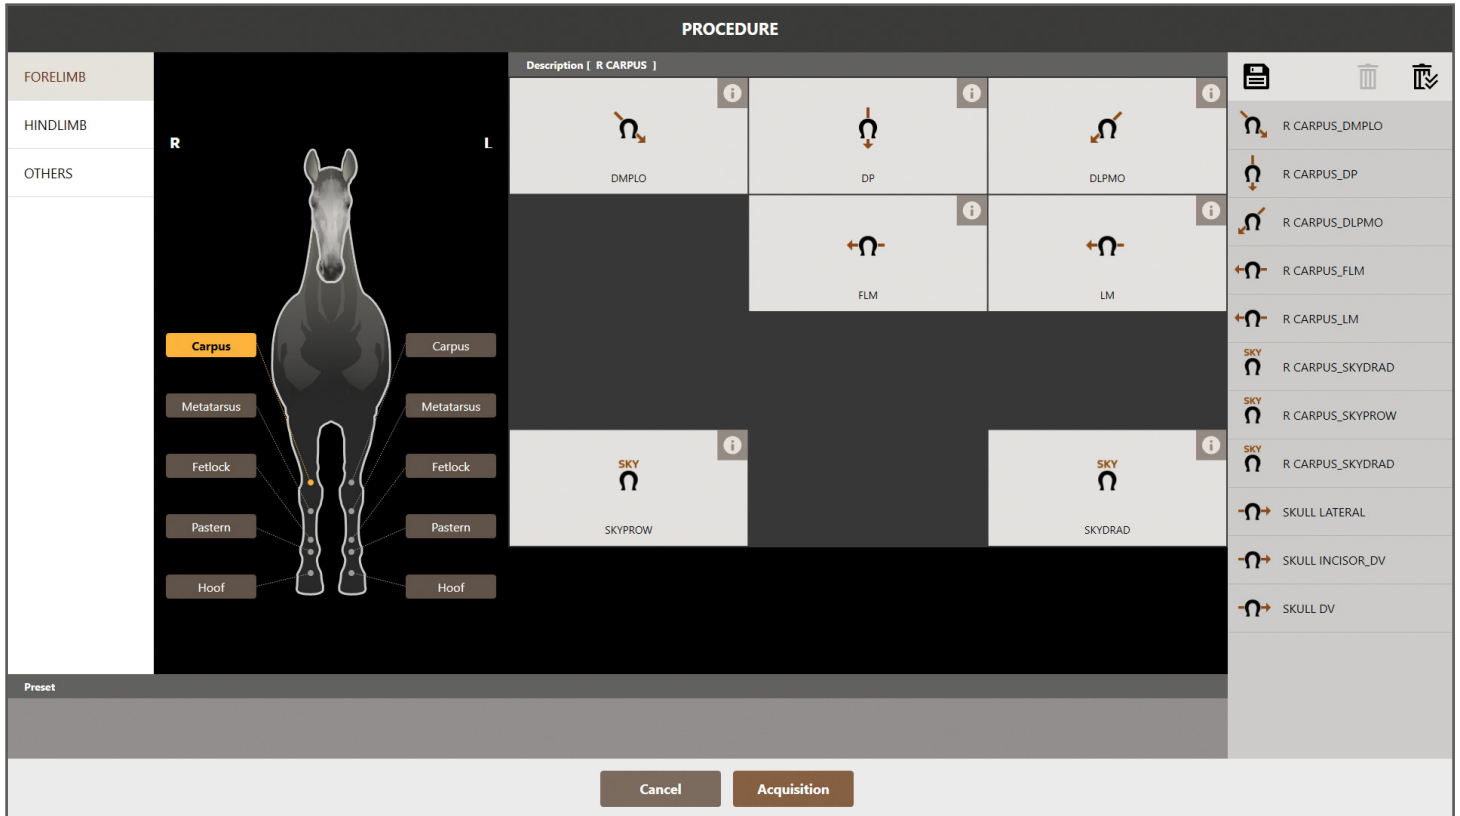 PROCEDURE
FORELIMB
HINDLIMB
OTHERS
R
L
Carpus
Carpus
Metatarsus
Metatarsus
Fetlock
Fetlock
Pastern
Pastern
Hoof
Hoof
Description [ R CARPUS ]
DMPLO
DP
DLPMO
FLM
LM
SKY
SKYPROW
SKY
SKYDRAD
R CARPUS_DMPLO
R CARPUS_DP
R CARPUS_DLPMO
R CARPUS_FLM
R CARPUS_LM
SKY
R CARPUS_SKYDRAD
SKY
R CARPUS_SKYPROW
SKY
R CARPUS_SKYDRAD
SKULL LATERAL
SKULL INCISOR_DV
SKULL DV
Preset
Cancel
Acquisition